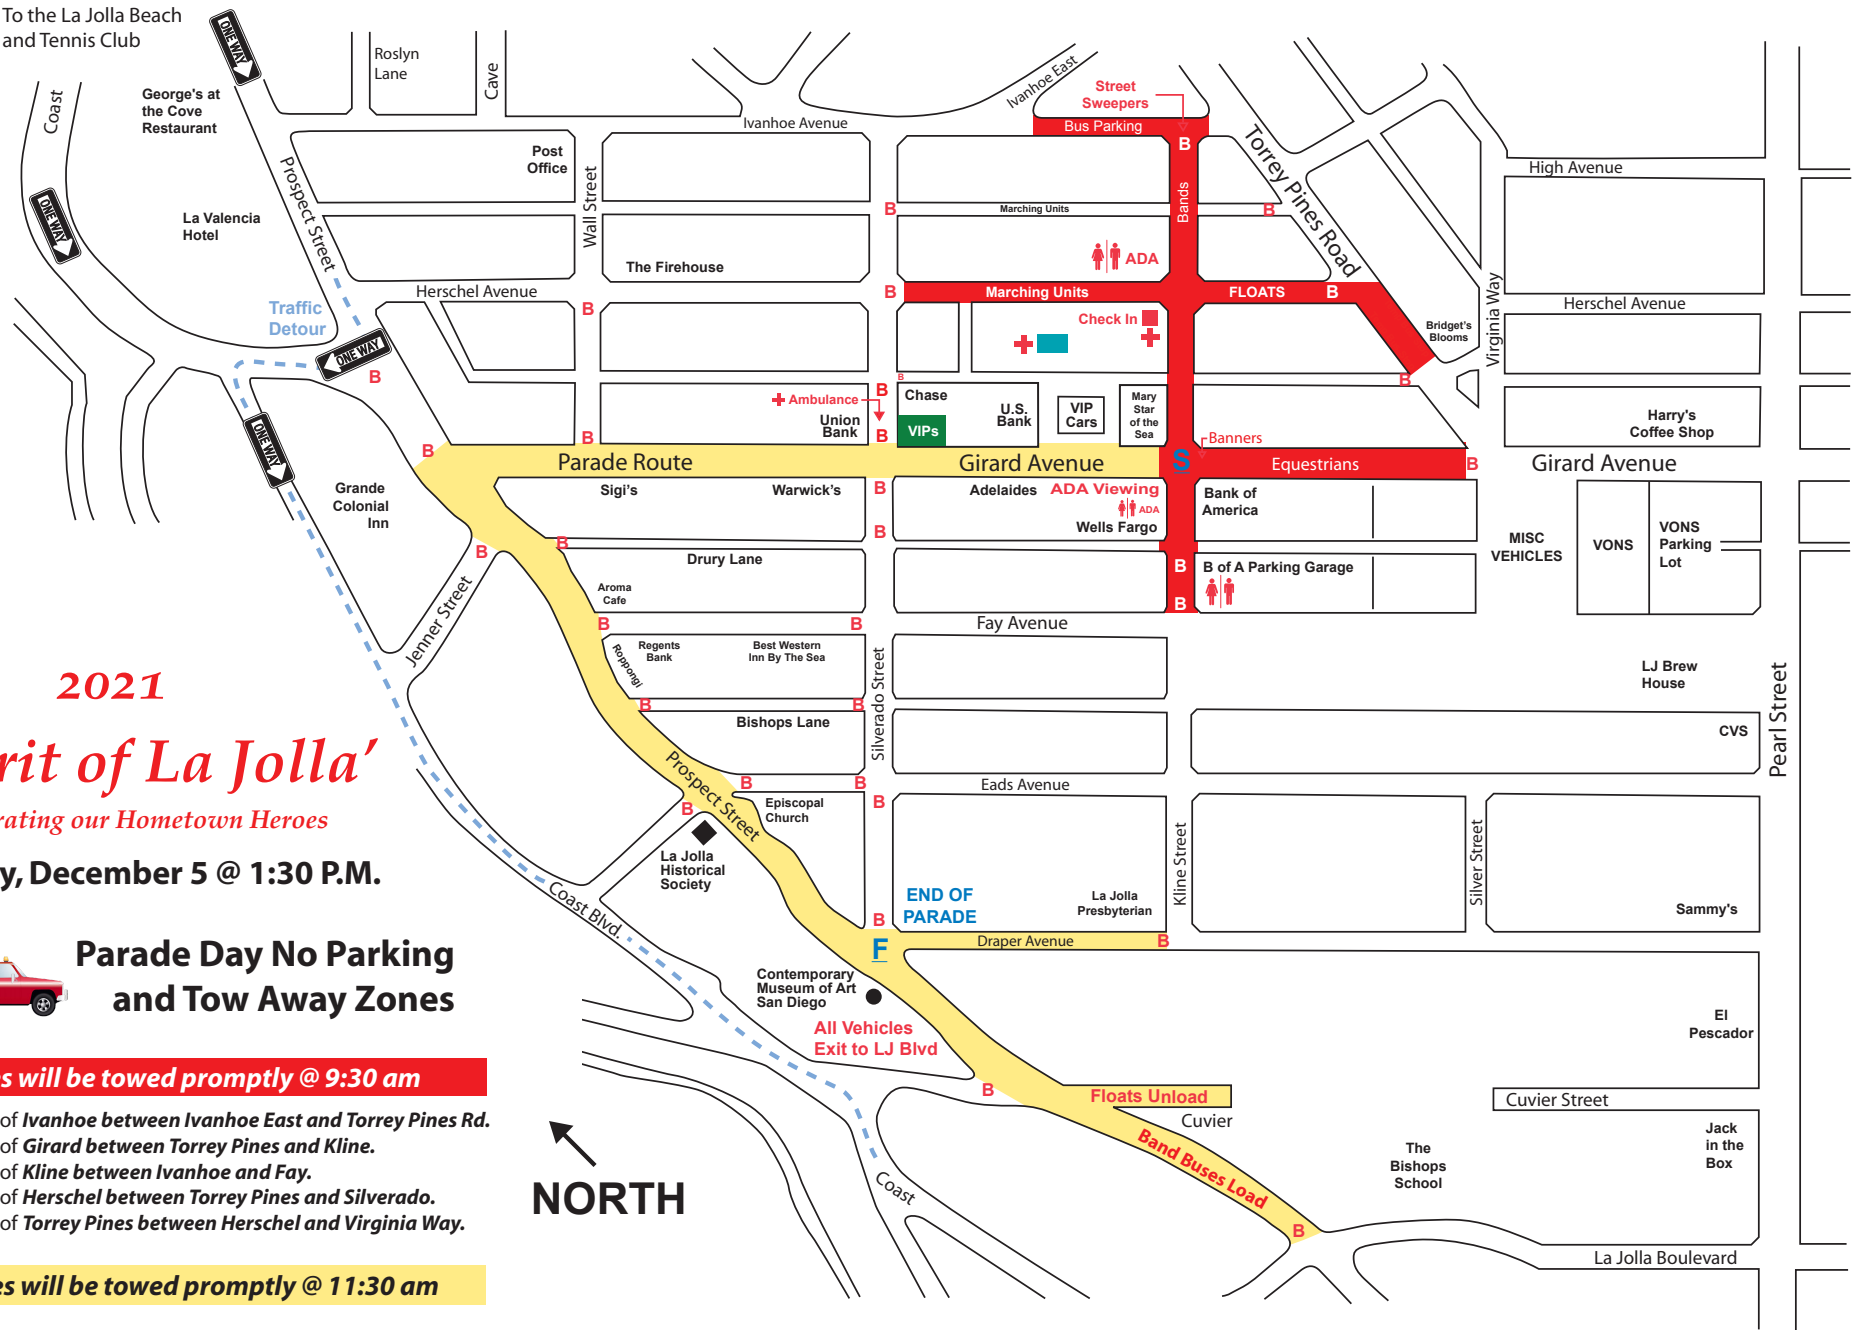 To the La Jolla Beach
and Tennis Club
ONE WAY
Coast
George's at
the Cove
Restaurant
Roslyn
Lane
Cave
Ivanhoe Avenue
Ivanhoe East
Street
Sweepers
Bus Parking
B
Bands
Torrey Pines Road
High Avenue
Post
Office
Prospect Street
Wall Street
ONE WAY
La Valencia
Hotel
B
Marching Units
B
ADA
The Firehouse
Herschel Avenue
B
Marching Units
FLOATS
B
Virginia Way
Herschel Avenue
Traffic
Detour
B
Check In
Bridget's
Blooms
ONE WAY
B
B
B
Ambulance
B
Chase
VIPs
B
Union
Bank
U.S.
Bank
VIP
Cars
Mary
Star
of the
Sea
Harry's
Coffee Shop
ONE WAY
B
B
Parade Route
Girard Avenue
S
Banners
Equestrians
B
Girard Avenue
Grande
Colonial
Inn
Sigi's
Warwick's
B
Adelaides
ADA Viewing
ADA
Wells Fargo
Bank of
America
B
MISC
VEHICLES
VONS
VONS
Parking
Lot
B
B
Drury Lane
B
B of A Parking Garage
Aroma
Cafe
B
Jenner Street
B
B
Fay Avenue
Roppongi
Regents
Bank
Best Western
Inn By The Sea
Silverado Street
LJ Brew
House
Pearl Street
2021
B
B
Bishops Lane
CVS
rit of La Jolla’
Prospect Street
B
B
Eads Avenue
B
B
Episcopal
Church
rating our Hometown Heroes
La Jolla
Historical
Society
Kline Street
Silver Street
y, December 5 @ 1:30 P.M.
Coast Blvd.
END OF
PARADE
La Jolla
Presbyterian
Sammy's
B
F
Draper Avenue
B
Parade Day No Parking
and Tow Away Zones
Contemporary
Museum of Art
San Diego
All Vehicles
Exit to LJ Blvd
El
Pescador
es will be towed promptly @ 9:30 am
B
Floats Unload
Cuvier
Cuvier Street
of Ivanhoe between Ivanhoe East and Torrey Pines Rd.
of Girard between Torrey Pines and Kline.
of Kline between Ivanhoe and Fay.
of Herschel between Torrey Pines and Silverado.
of Torrey Pines between Herschel and Virginia Way.
NORTH
Coast
Band Buses Load
B
The
Bishops
School
Jack
in the
Box
La Jolla Boulevard
es will be towed promptly @ 11:30 am